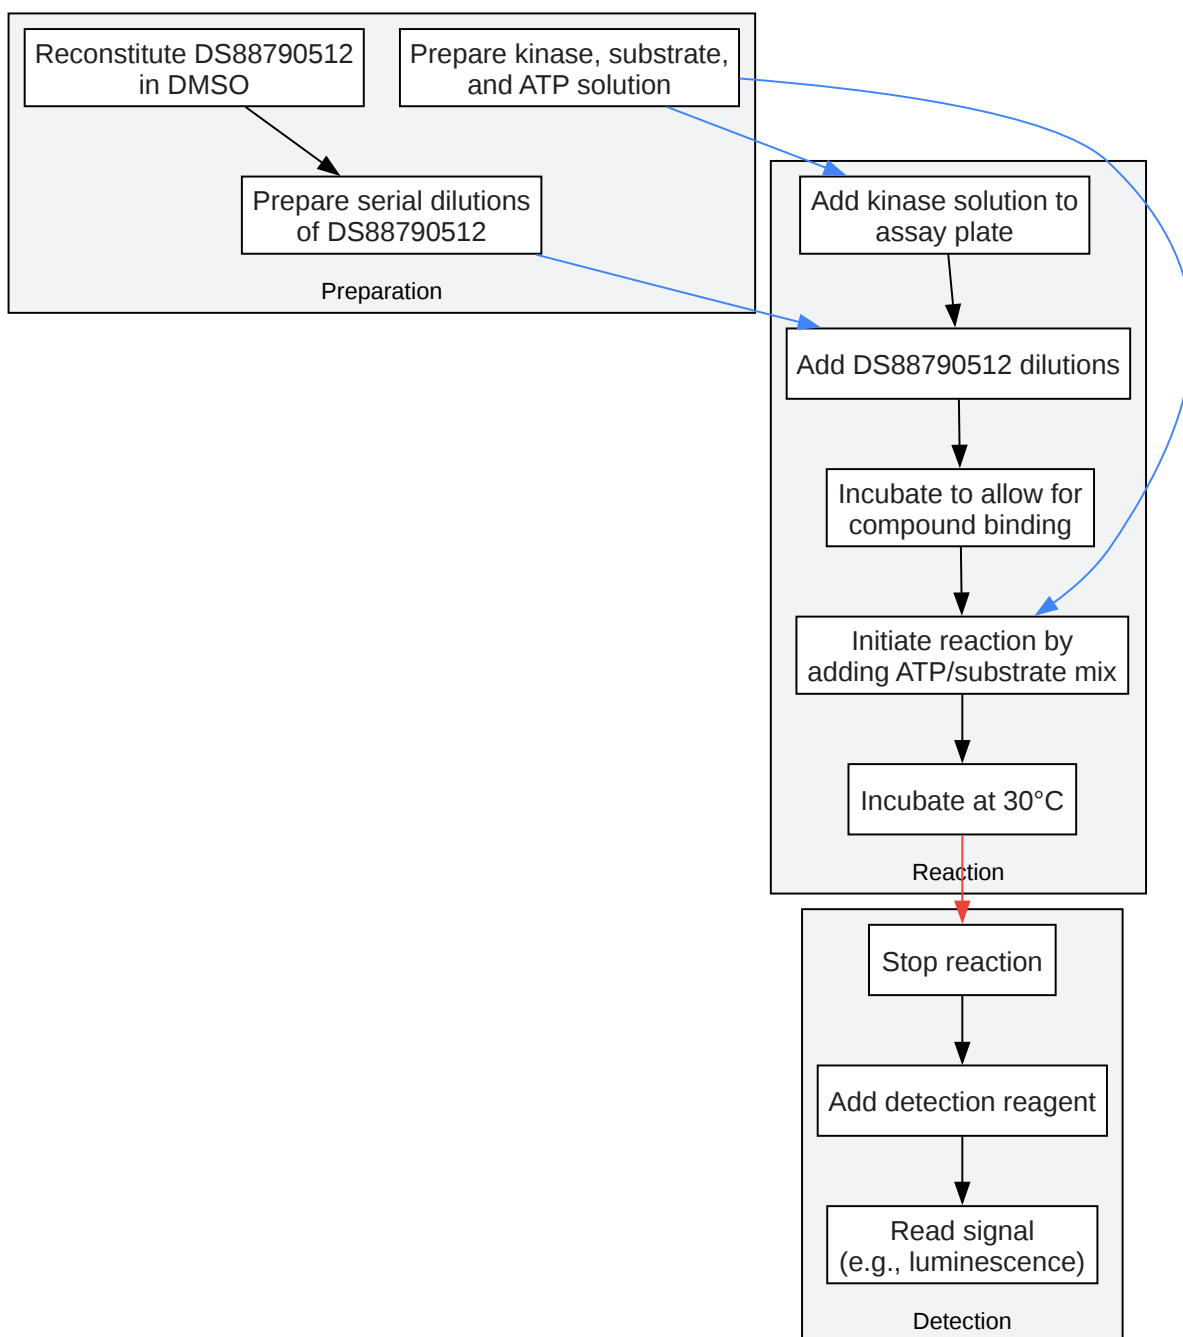 Reconstitute DS88790512
in DMSO
Prepare kinase, substrate,
and ATP solution
Prepare serial dilutions
of DS88790512
Preparation
Add kinase solution to
assay plate
Add DS88790512 dilutions
Incubate to allow for
compound binding
Initiate reaction by
adding ATP/substrate mix
Incubate at 30°C
Reaction
Stop reaction
Add detection reagent
Read signal
(e.g., luminescence)
Detection